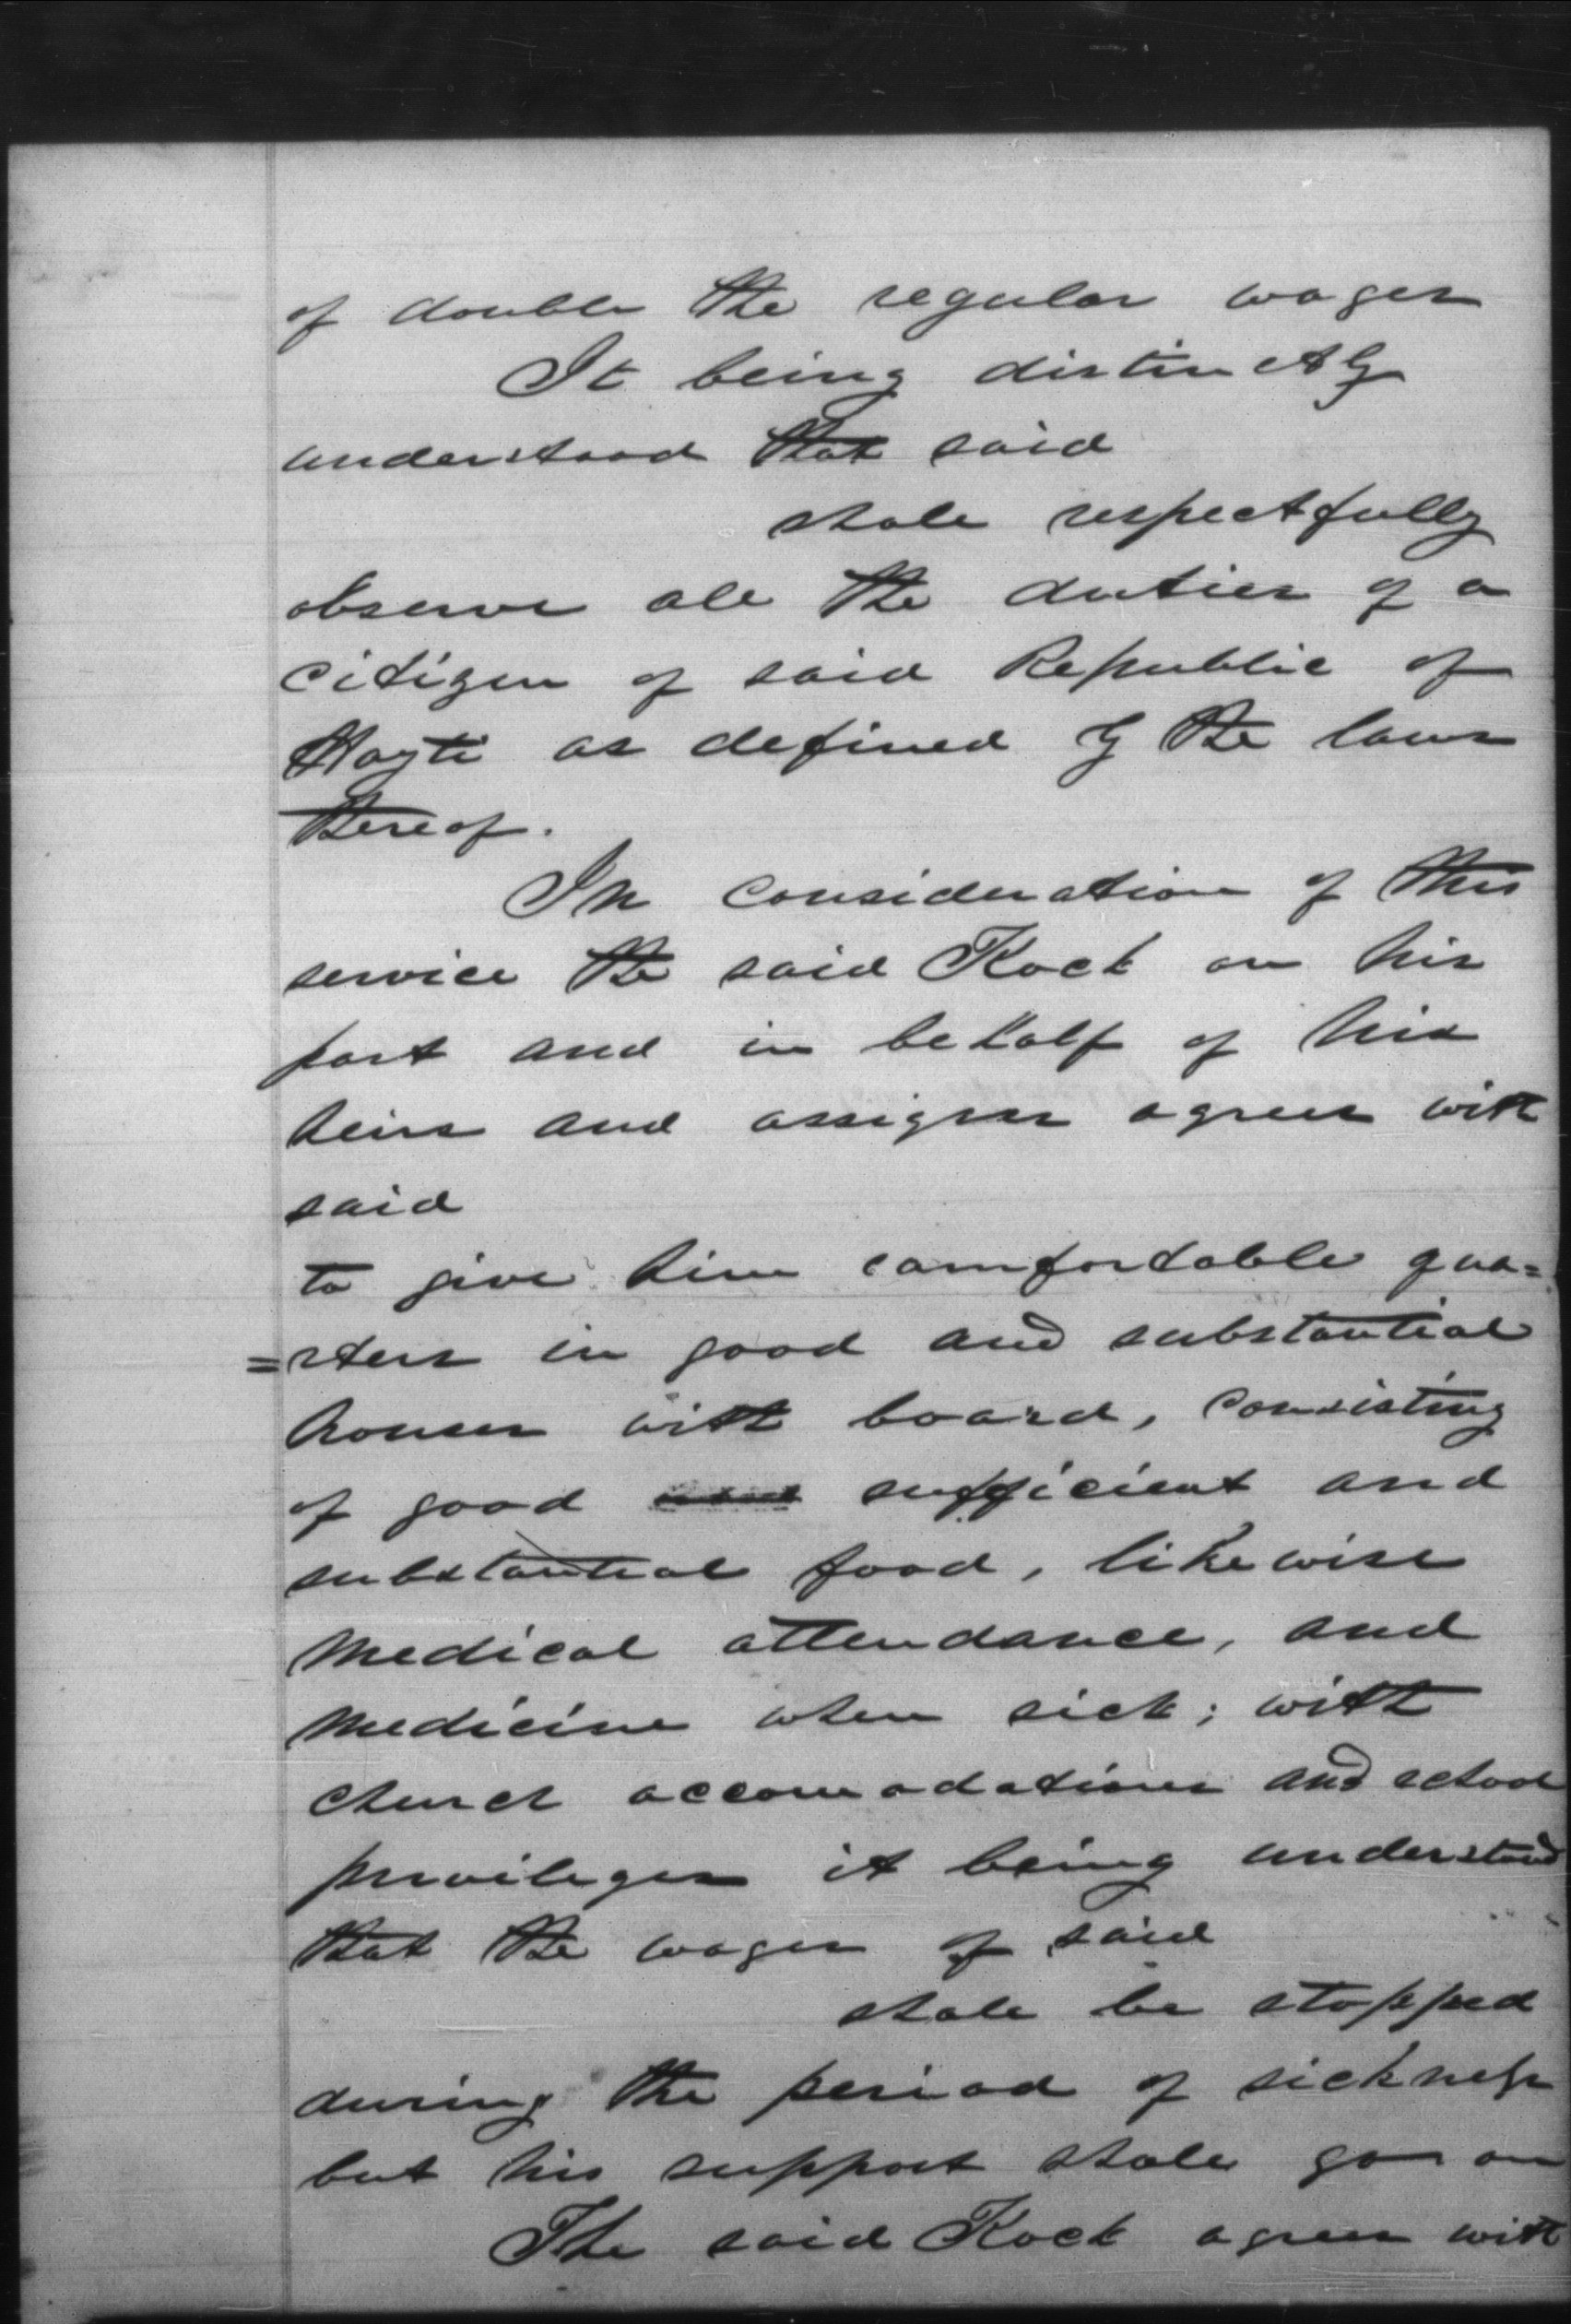 of double the regular wages
It being distinctly
understood that said
shall respectfully
observe all the duties of a
citizen of said Republic of
Hayti as defined by the laws
thereof.
In consideration of this
service the said Kock on his
part and in behalf of his
heirs and assigns agrees with
said
to give him comfortable qua=
=rters in good and substantial
houses with board, consisting
of good and sufficient and
substantial food, likewise
medical attendance, and
medicine when sick; with
church accomodations and school
privileges it being understood
that the wages of said
shall be stopped
during the period of sickness
but his support shall go on
The said Kock agrees with